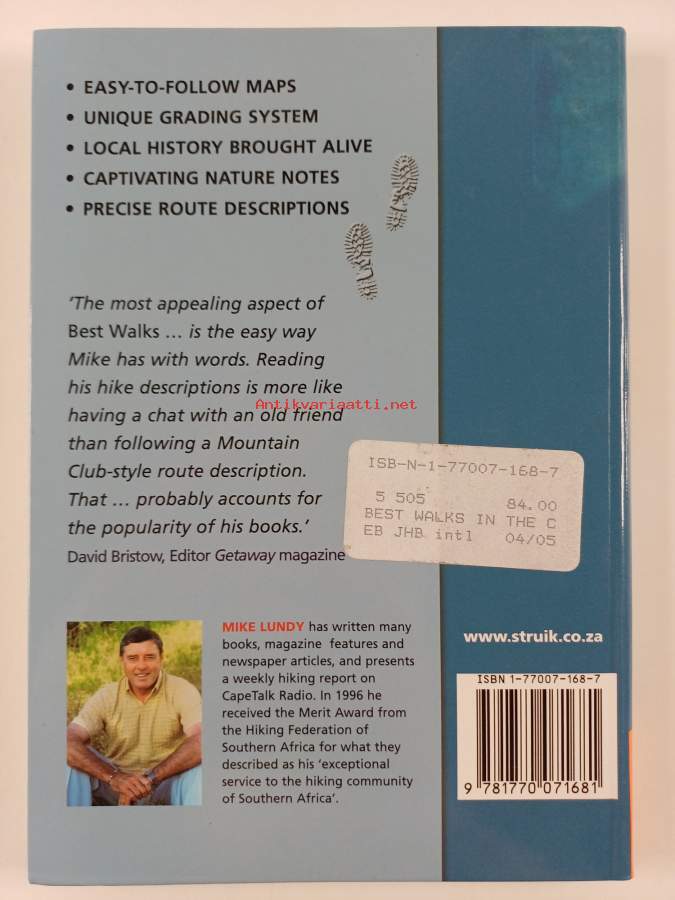 • EASY-TO-FOLLOW MAPS
• UNIQUE GRADING SYSTEM
• LOCAL HISTORY BROUGHT ALIVE
• CAPTIVATING NATURE NOTES
• PRECISE ROUTE DESCRIPTIONS
'The most appealing aspect of
Best Walks ... is the easy way
Mike has with words. Reading
his hike descriptions is more like
having a chat with an old friend
than following a Mountain
Club-style route description.
That ... probably accounts for
the popularity of his books.'
David Bristow, Editor Getaway magazine
Antikvariaatti.net
ISB-N-1-77007-168-7
5 505 84.00
BEST WALKS IN THE C
EB JHB intl 04/05
MIKE LUNDY has written many
books, magazine features and
newspaper articles, and presents
a weekly hiking report on
CapeTalk Radio. In 1996 he
received the Merit Award from
the Hiking Federation of
Southern Africa for what they
described as his 'exceptional
service to the hiking community
of Southern Africa'.
www.struik.co.za
ISBN 1-77007-168-7
9 781770 071681